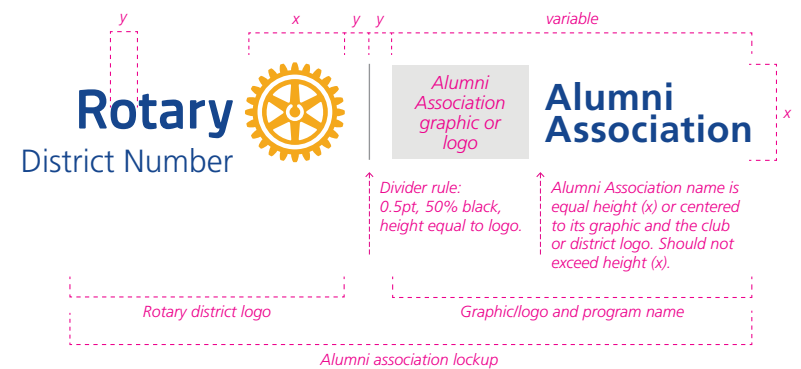 y
x
y
y
variable
Rotary
District Number
Alumni
Association
graphic or
logo
Alumni
Association
x
Divider rule:
0.5pt, 50% black,
height equal to logo.
Alumni Association name is
equal height (x) or centered
to its graphic and the club
or district logo. Should not
exceed height (x).
Rotary district logo
Graphic/logo and program name
Alumni association lockup